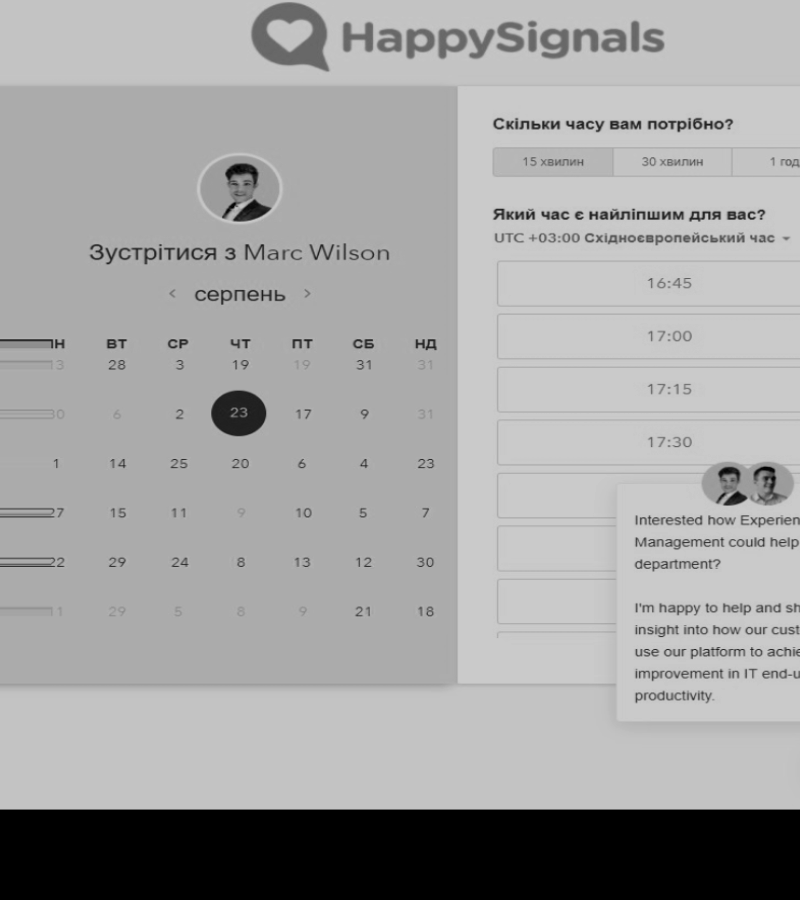 HappySignals
Зустрітися з Marc Wilson
< серпень >
Н ВТ СР ЧТ ПТ СБ НД
3 28 3 19 19 31 31
30 6 2 23 17 9 31
1 14 25 20 6 4 23
27 15 11 9 10 5 7
22 29 24 8 13 12 30
11 29 5 8 9 21 18
Скільки часу вам потрібно?
15 хвилин 30 хвилин 1 год
Який час є найліпшим для вас?
UTC +03:00 Східноєвропейський час
16:45
17:00
17:15
17:30
Interested how Experien
Management could help
department?
I'm happy to help and sh
insight into how our cust
use our platform to achie
improvement in IT end-u
productivity.